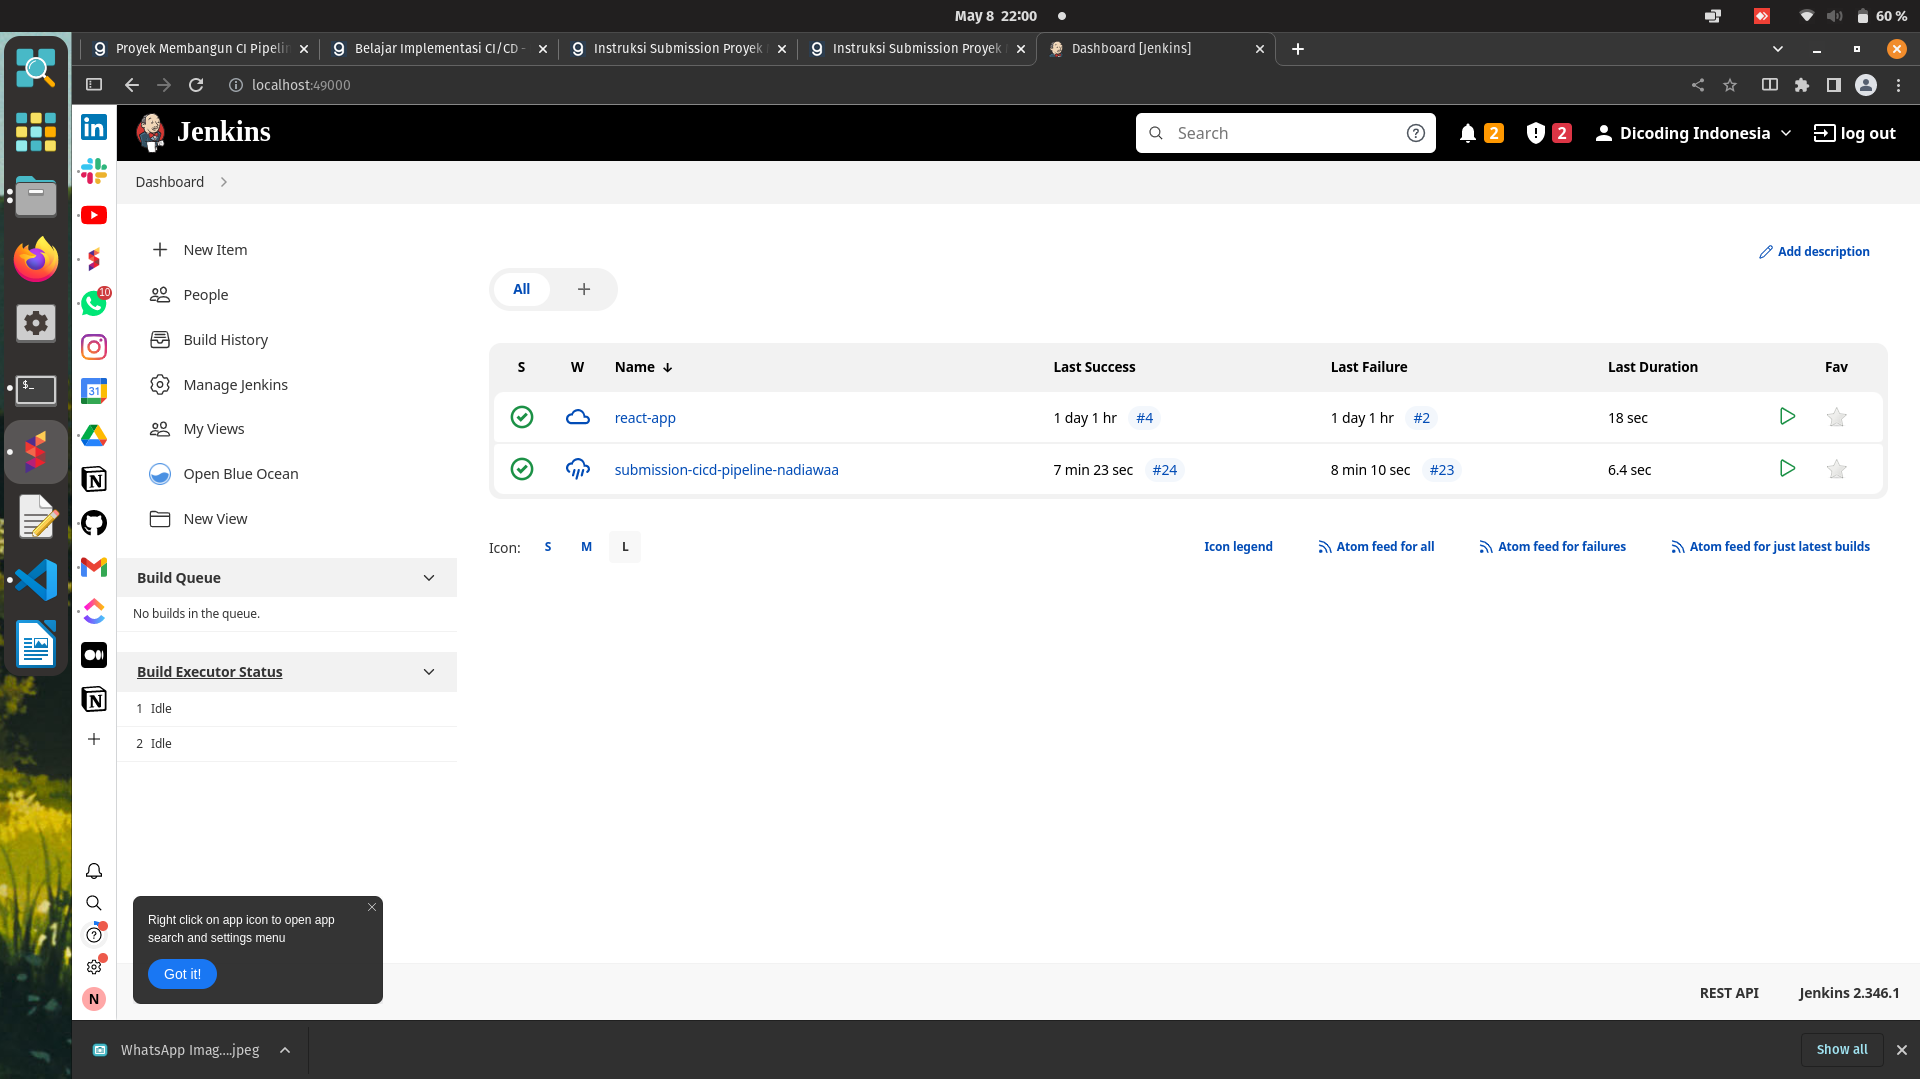 May 8 22:00
60 %
Proyek Membangun CI Pipelin
Belajar Implementasi CI/CD -
Instruksi Submission Proyek
Instruksi Submission Proyek
Dashboard [Jenkins]
localhost:49000
Jenkins
Search
2
2
Dicoding Indonesia
log out
Dashboard
New Item
People
Build History
Manage Jenkins
My Views
Open Blue Ocean
New View
Build Queue
No builds in the queue.
Build Executor Status
1 Idle
2 Idle
Add description
All
S W Name ↓ Last Success Last Failure Last Duration Fav
react-app 1 day 1 hr #4 1 day 1 hr #2 18 sec
submission-cicd-pipeline-nadiawaa 7 min 23 sec #24 8 min 10 sec #23 6.4 sec
Icon: S M L
Icon legend
Atom feed for all
Atom feed for failures
Atom feed for just latest builds
10
31
N
Right click on app icon to open app
search and settings menu
Got it!
REST API
Jenkins 2.346.1
WhatsApp Imag....jpeg
Show all